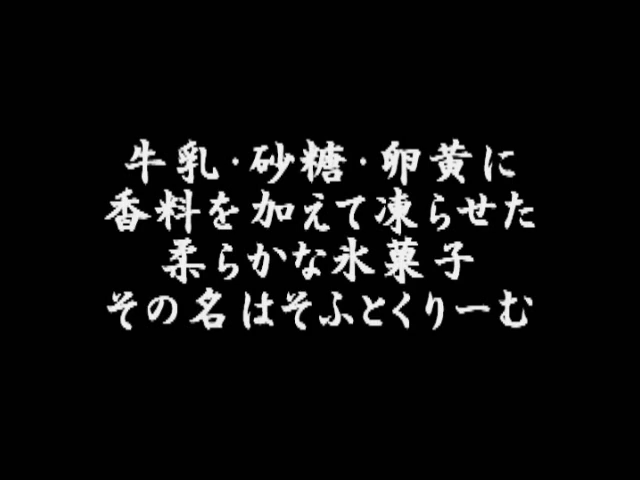 牛乳・砂糖・卵黄に
香料を加えて凍らせた
柔らかな氷菓子
その名はそふとくりーむ